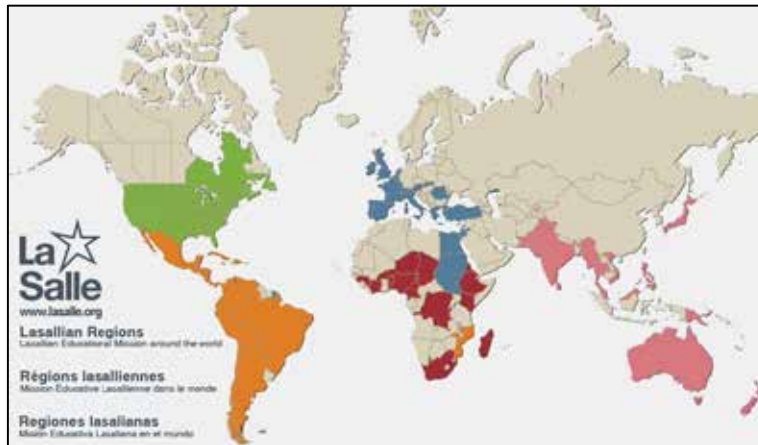 La
Salle
www.lasalle.org
Lasallian Regions
Lasallian Educational Mission around the world
Régions lasalliennes
Mission Educative Lasallienne dans le monde
Regiones lasalianas
Misión Educativa Lasaliana en el mundo